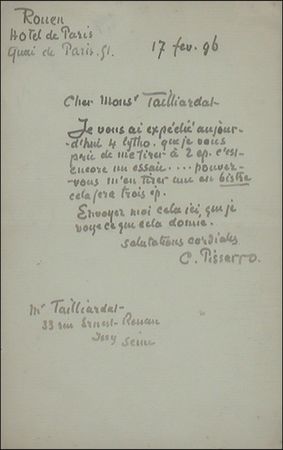 Rouen
Hotel de Paris
Quai de Paris. 51.
17 fev. 96
Cher Monsr Tailliardat
Je vous ai expédié aujour-
d'hui 4 lytho. que je vous
prie de me tirer à 2 ep. c'est-
encore un essai.... pouvez-
vous m'en tirer une en bistre
cela fera trois ep.
Envoyez moi cela ici, que je
voye ce que cela donne.
salutations cordiales
C. Pissarro.
Mr Tailliardat
33 rue Ernest-Renan
Issy Seine